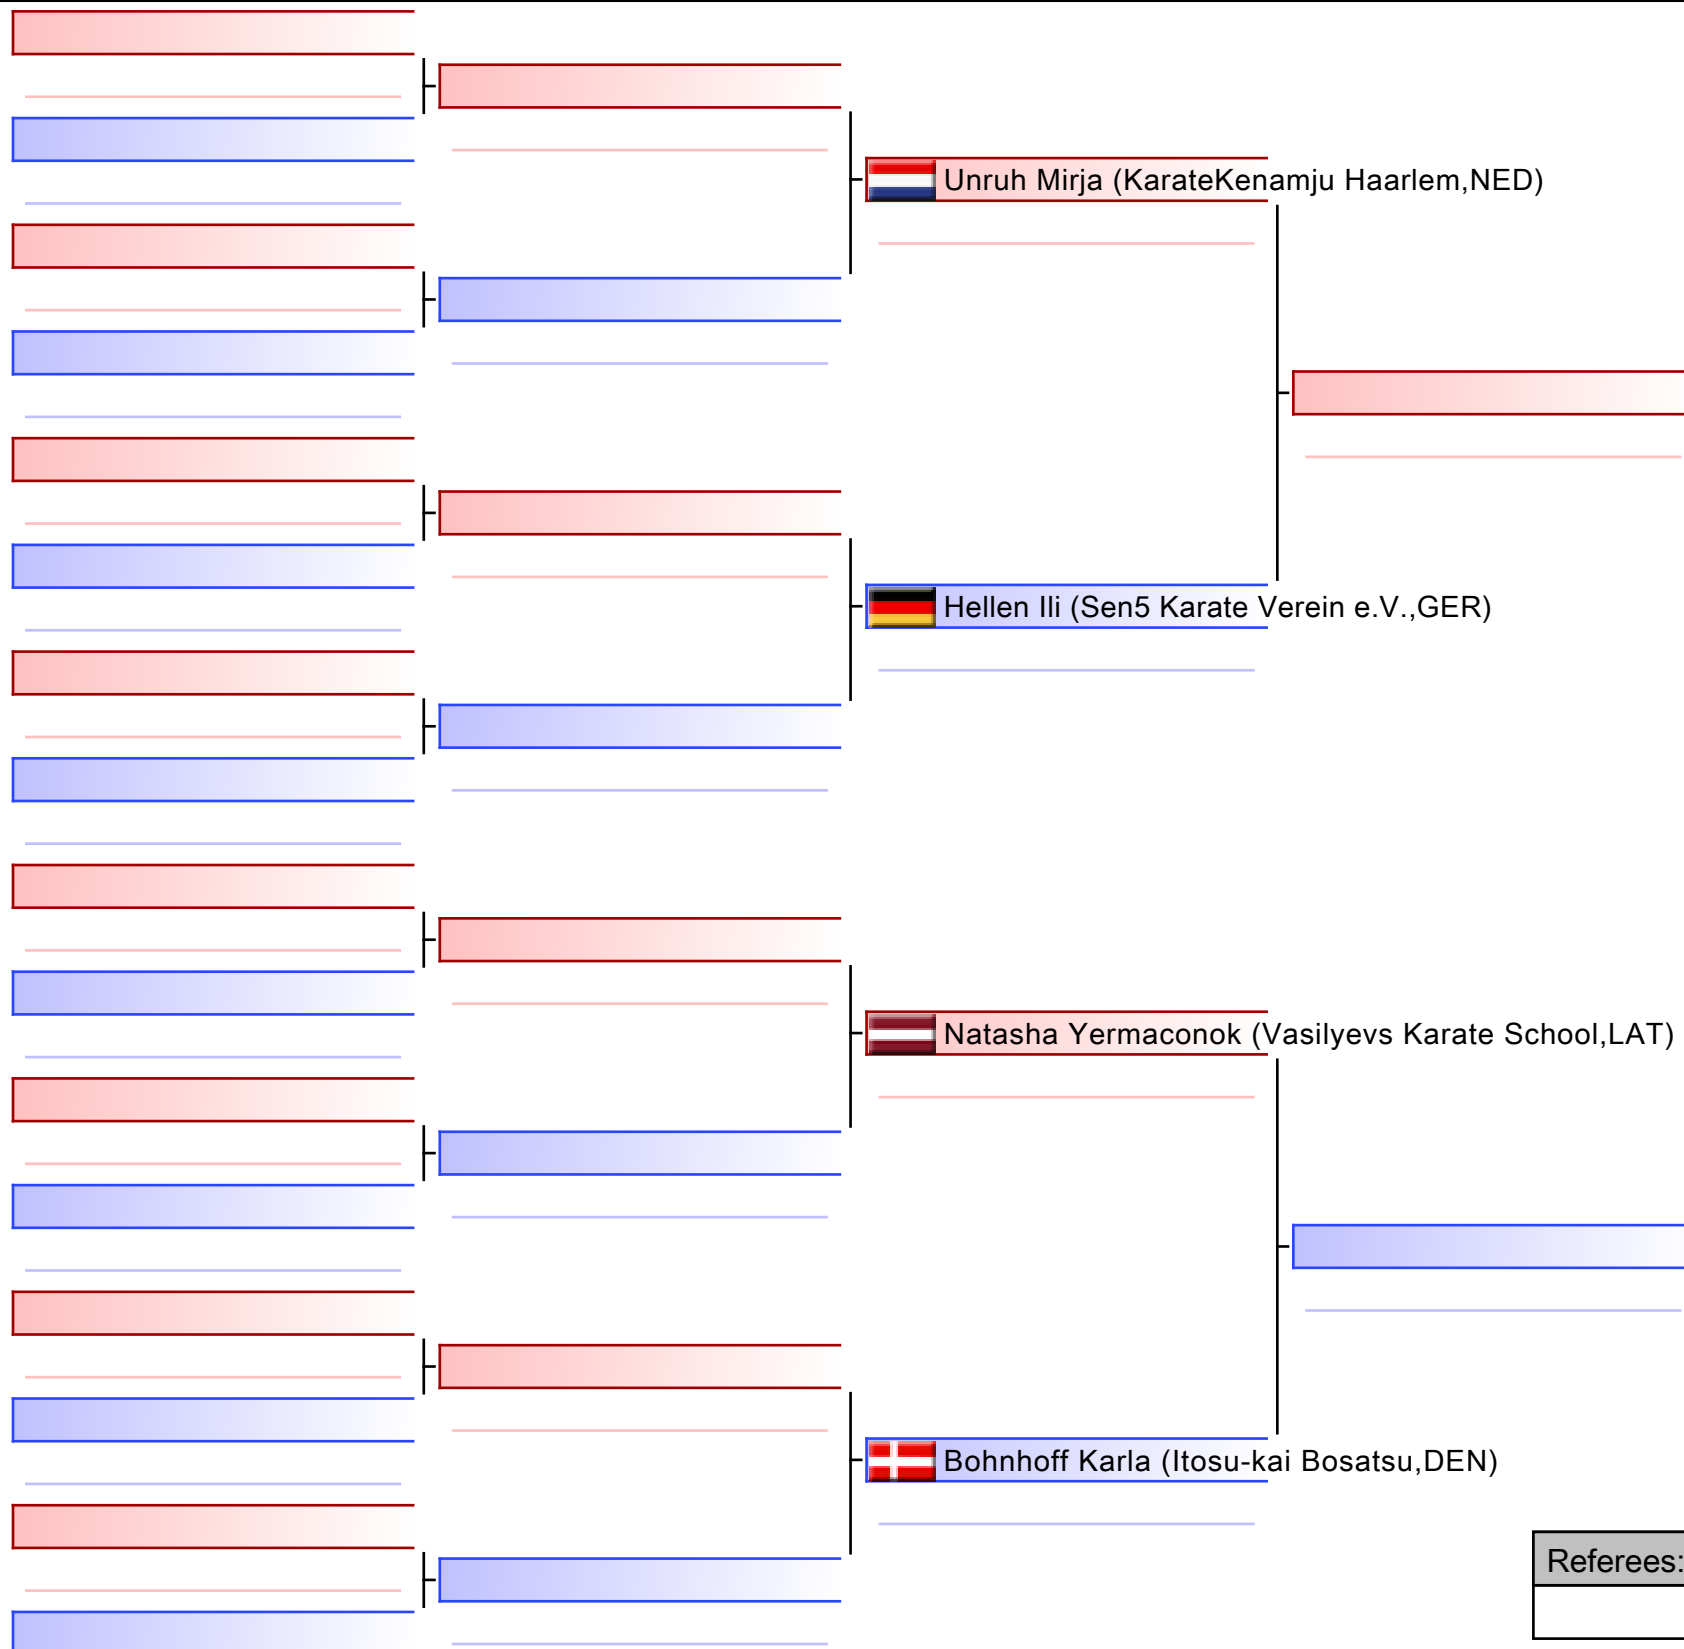 Unruh Mirja (KarateKenamju Haarlem,NED)
Hellen Ili (Sen5 Karate Verein e.V.,GER)
Natasha Yermaconok (Vasilyevs Karate School,LAT)
Bohnhoff Karla (Itosu-kai Bosatsu,DEN)
Referees: